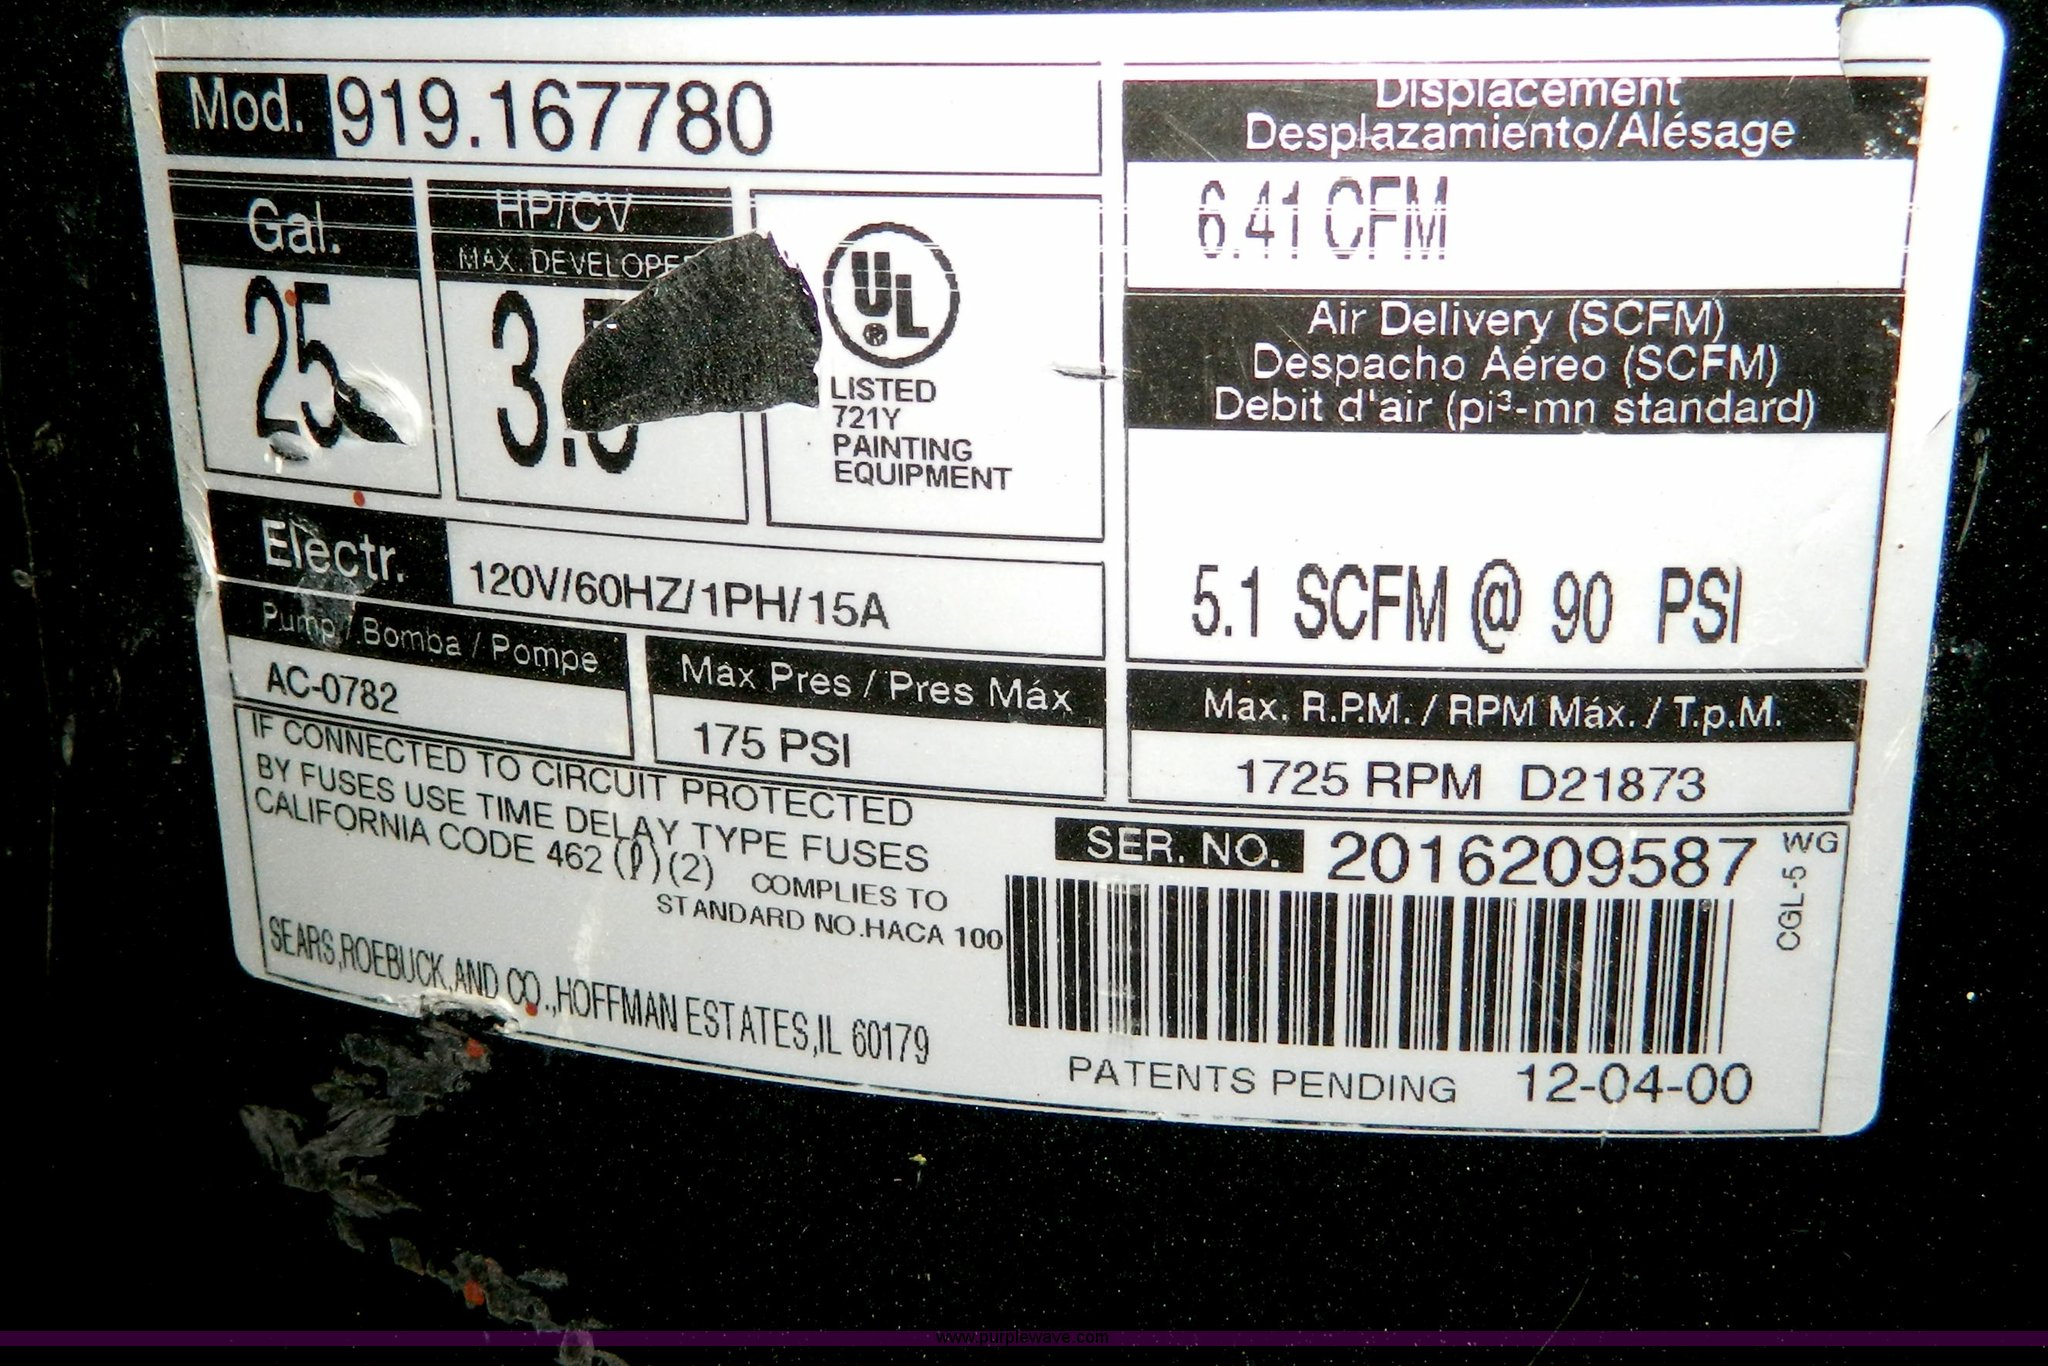 Mod. 919.167780
Gal.
25
HP/CV
MAX. DEVELOPED
3.5
UL
®
LISTED
721Y
PAINTING
EQUIPMENT
Electr. 120V/60HZ/1PH/15A
Pump / Bomba / Pompe
AC-0782
Max Pres / Pres Máx
175 PSI
Displacement
Desplazamiento/Alésage
6.41 CFM
Air Delivery (SCFM)
Despacho Aéreo (SCFM)
Debit d'air (pi³-mn standard)
5.1 SCFM @ 90 PSI
Max. R.P.M. / RPM Máx. / T.p.M.
1725 RPM D21873
IF CONNECTED TO CIRCUIT PROTECTED
BY FUSES USE TIME DELAY TYPE FUSES
CALIFORNIA CODE 462 (l)(2) COMPLIES TO
STANDARD NO.HACA 100
SEARS,ROEBUCK,AND CO.,HOFFMAN ESTATES,IL 60179
SER. NO. 2016209587
WG
CGL-5
PATENTS PENDING 12-04-00
www.purplewave.com